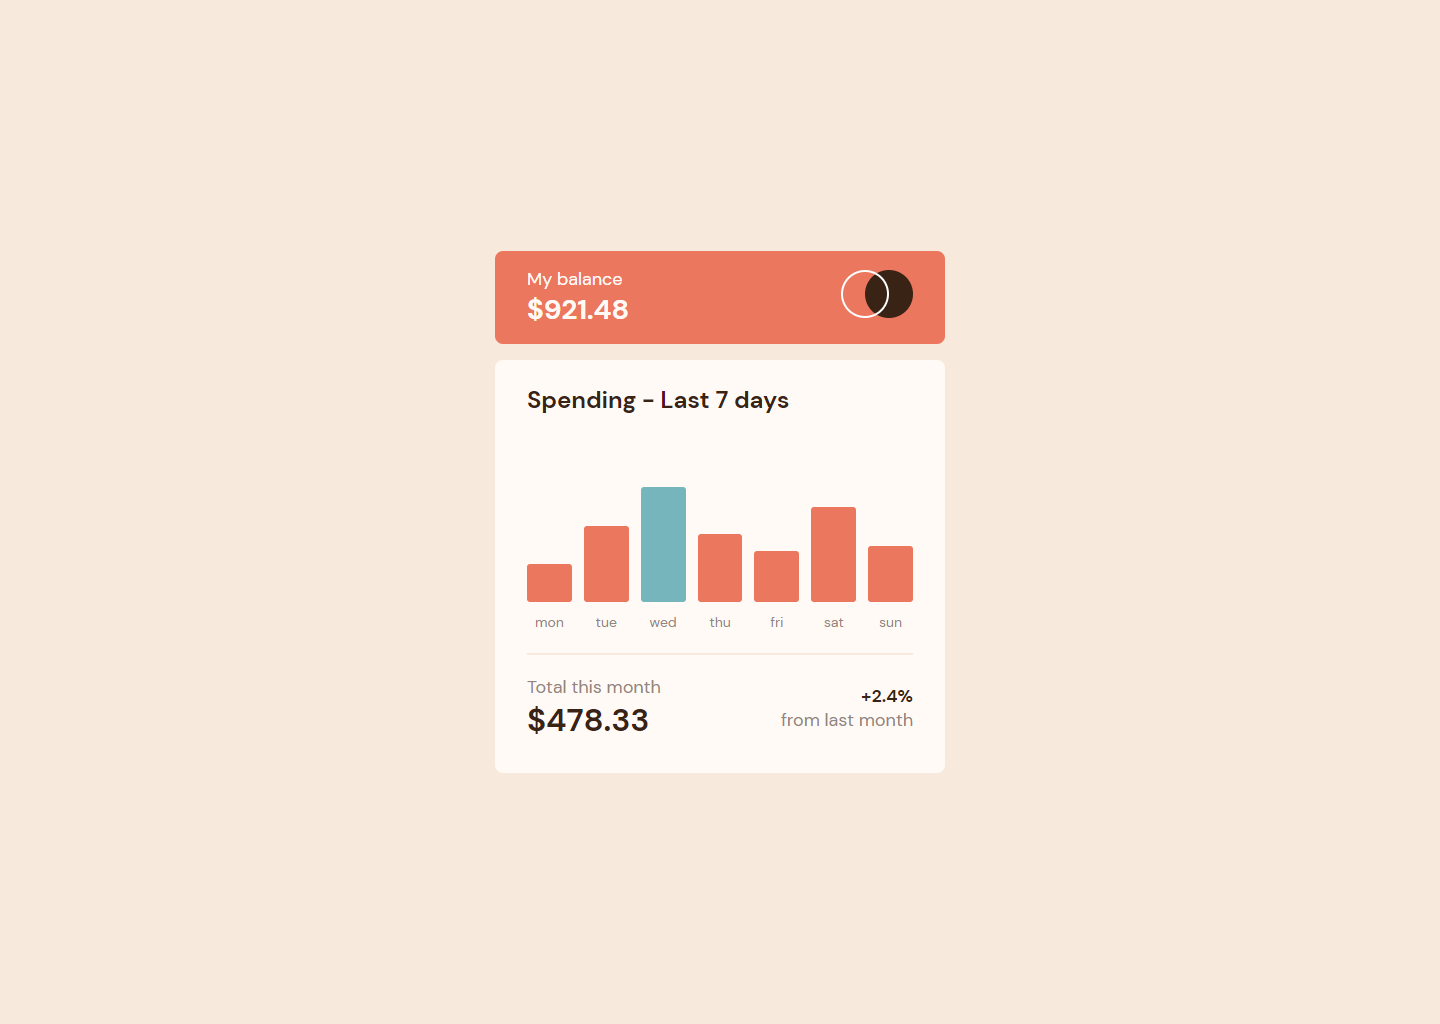 My balance
$921.48
Spending - Last 7 days
mon tue wed thu fri sat sun
Total this month
$478.33
+2.4%
from last month